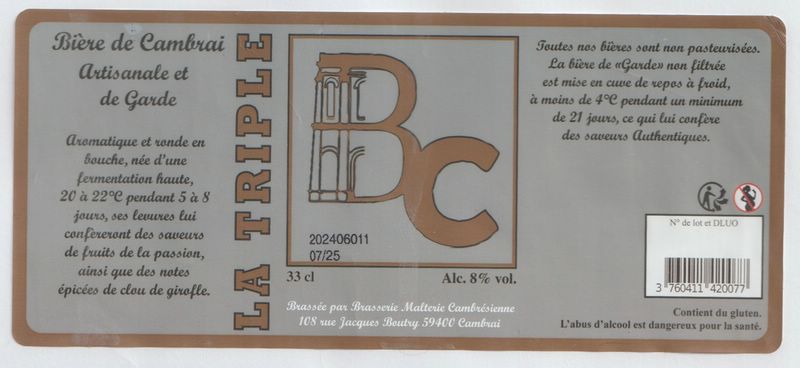 Bière de Cambrai
Artisanale et
de Garde
Aromatique et ronde en
bouche, née d'une
fermentation haute,
20 à 22°C pendant 5 à 8
jours, ses levures lui
confèreront des saveurs
de fruits de la passion,
ainsi que des notes
épicées de clou de girofle.
LA TRIPLE
BC
202406011
07/25
33 cl
Alc. 8% vol.
Brassée par Brasserie Malterie Cambrésienne
108 rue Jacques Boutry 59400 Cambrai
Toutes nos bières sont non pasteurisées.
La bière de «Garde» non filtrée
est mise en cuve de repos à froid,
à moins de 4°C pendant un minimum
de 21 jours, ce qui lui confère
des saveurs Authentiques.
N° de lot et DLUO
3 760411 420077
Contient du gluten.
L'abus d'alcool est dangereux pour la santé.